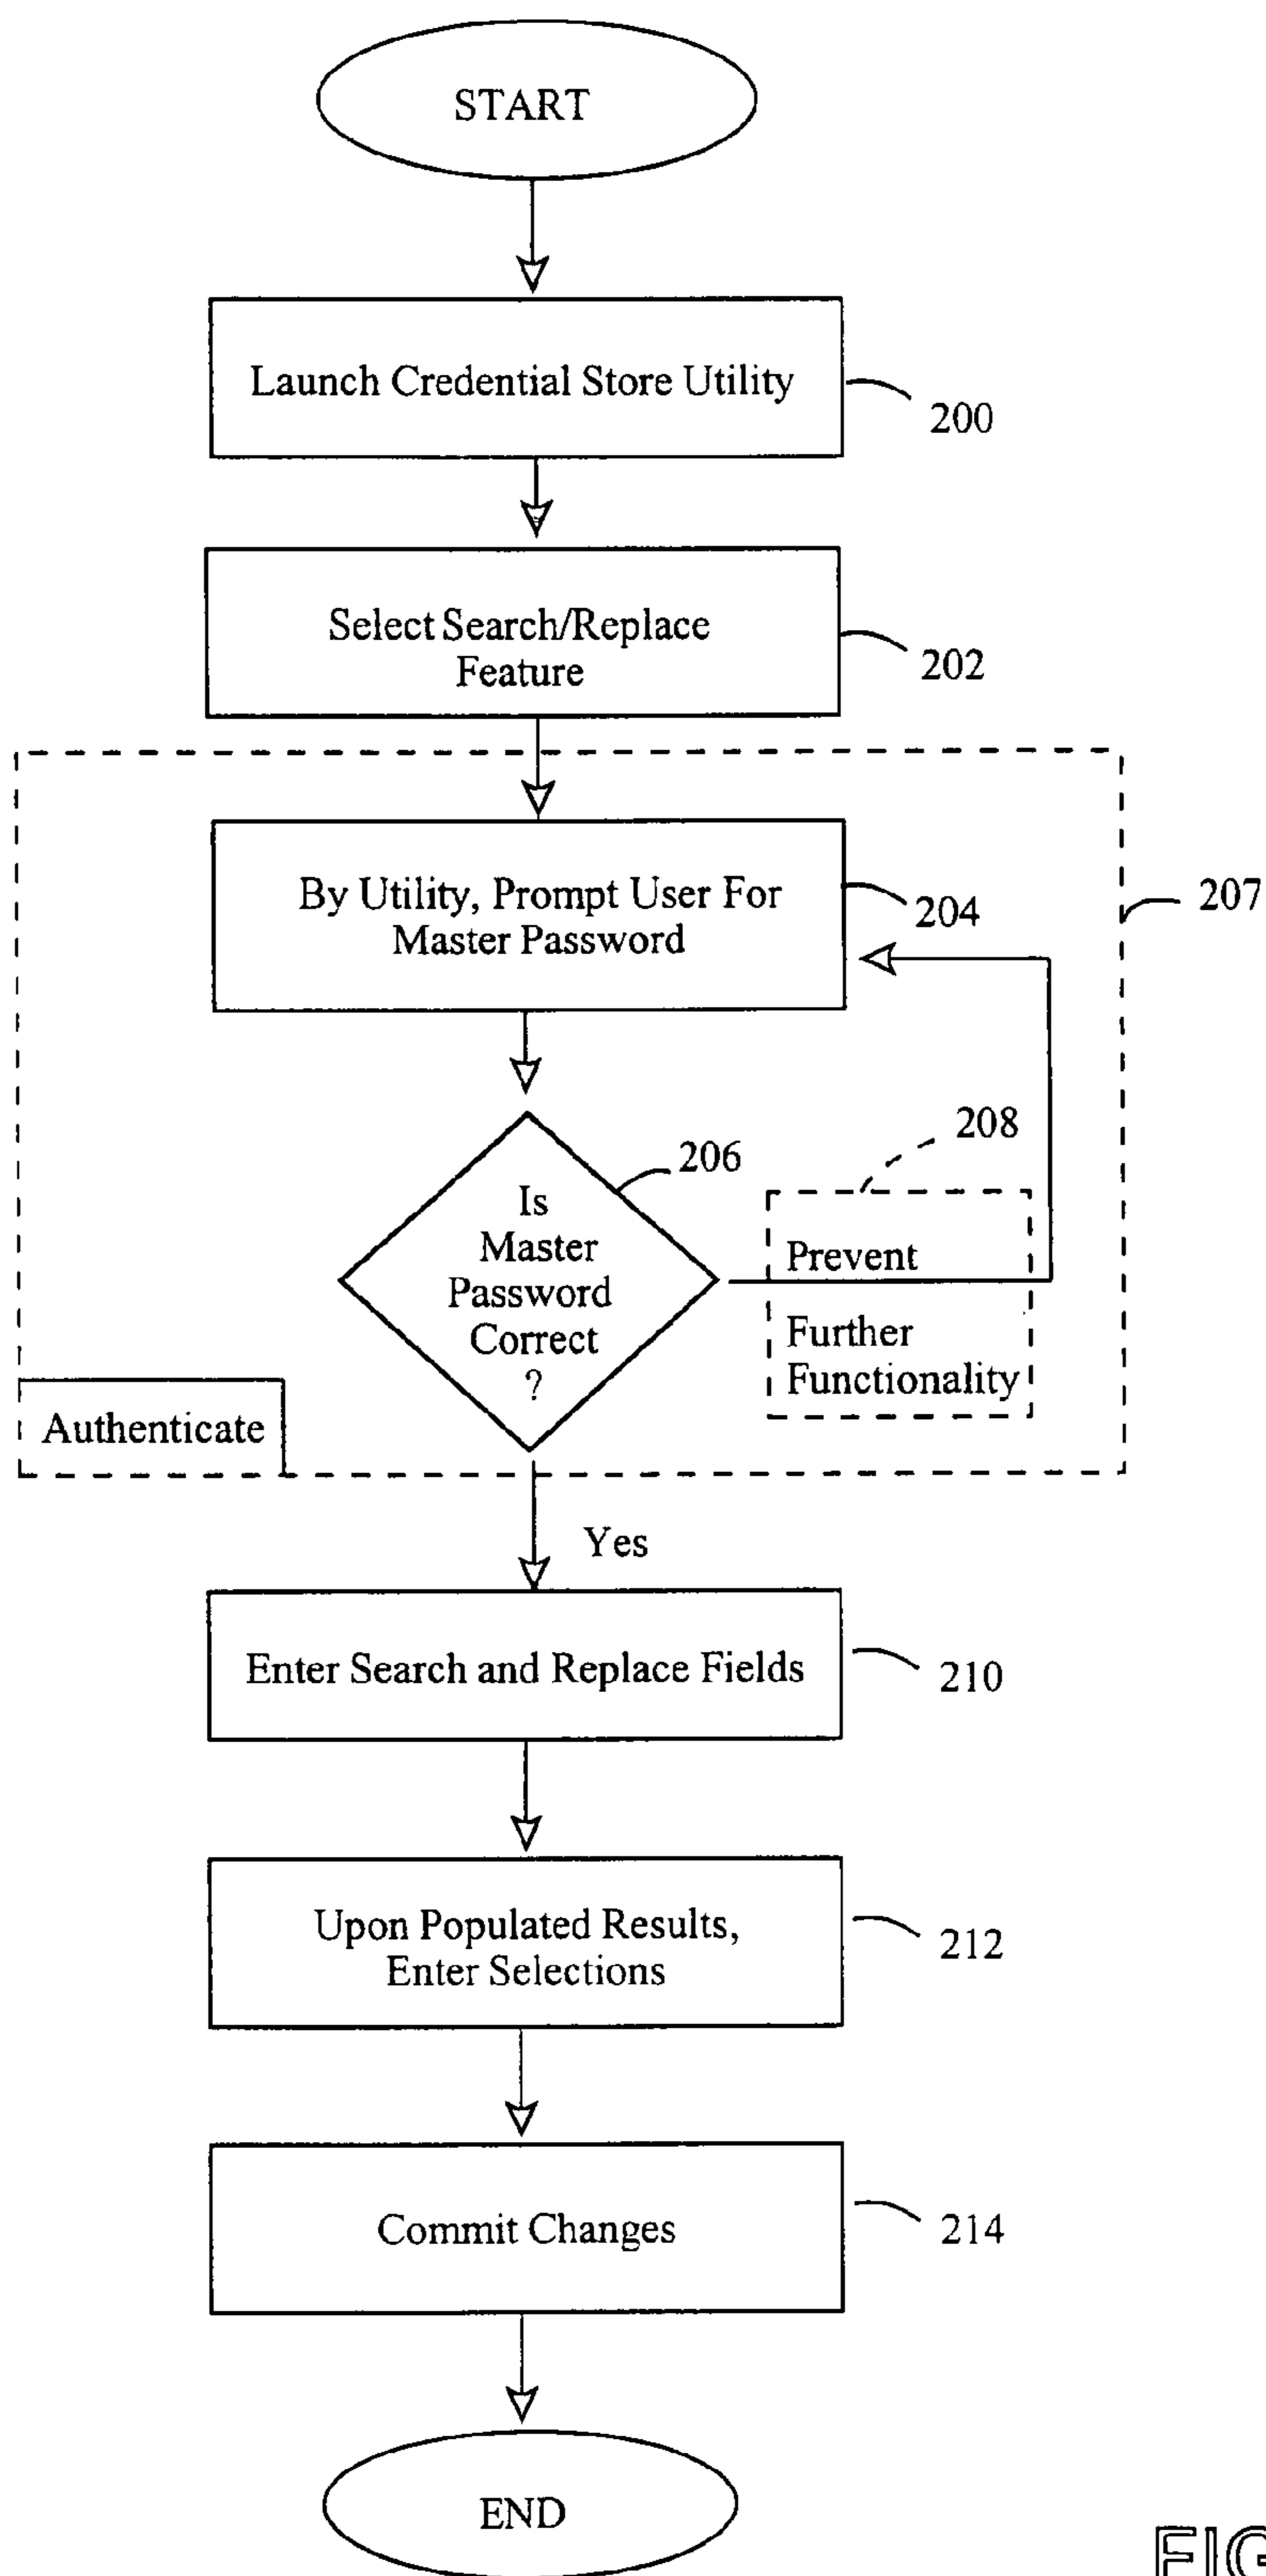 START
Launch Credential Store Utility
200
Select Search/Replace
Feature
202
By Utility, Prompt User For
Master Password
204
207
208
206
Is
Master
Password
Correct
?
Prevent
Further
Functionality
Authenticate
Yes
Enter Search and Replace Fields
210
Upon Populated Results,
Enter Selections
212
Commit Changes
214
END
FIG